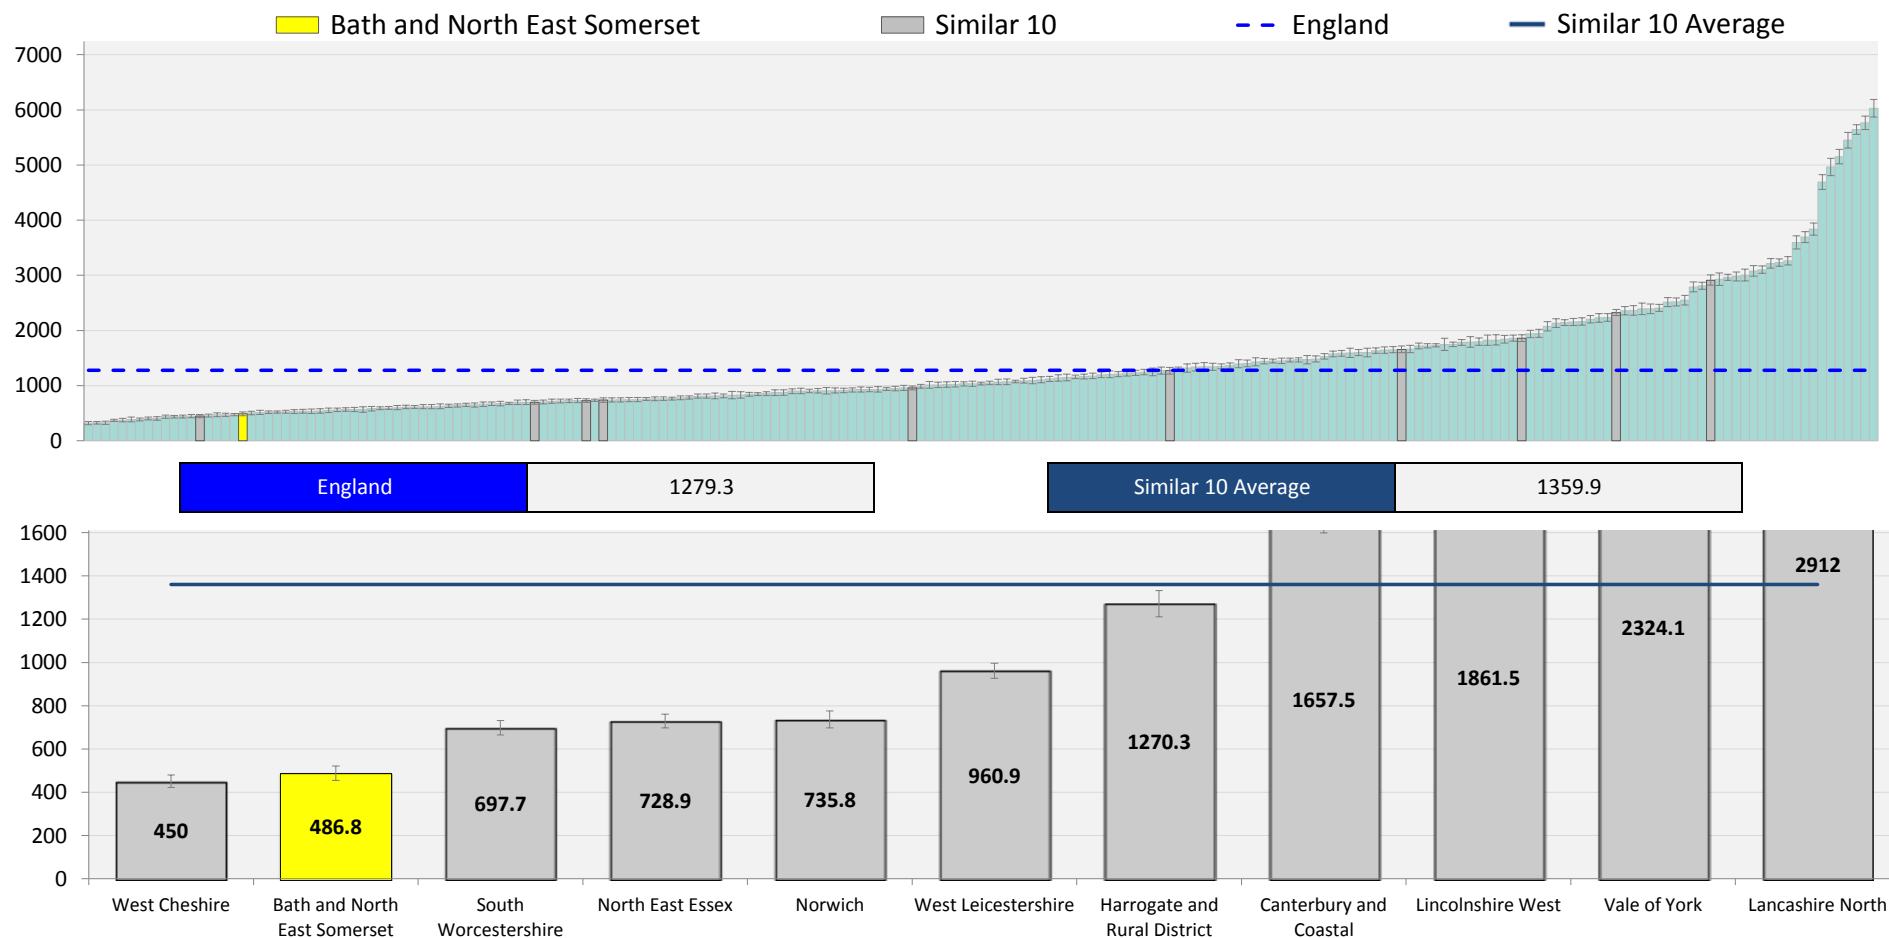 Bath and North East Somerset Similar 10 England Similar 10 Average
7000
6000
5000
4000
3000
2000
1000
0
England 1279.3 Similar 10 Average 1359.9
1600
1400
1200
1000
800
600
400
200
0
450 486.8 697.7 728.9 735.8 960.9 1270.3 1657.5 1861.5 2324.1 2912
West Cheshire
Bath and North
East Somerset
South
Worcestershire
North East Essex
Norwich
West Leicestershire
Harrogate and
Rural District
Canterbury and
Coastal
Lincolnshire West
Vale of York
Lancashire North